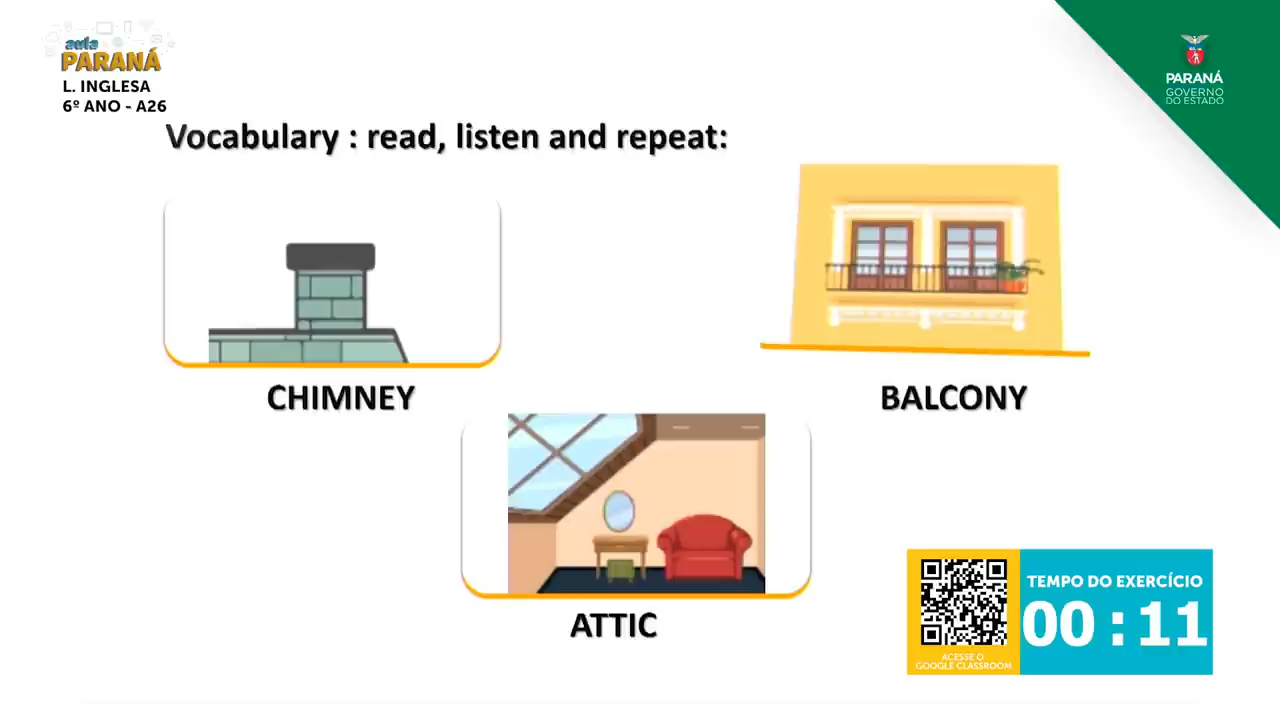 aula
PARANÁ
L. INGLESA
6º ANO - A26
PARANÁ
GOVERNO
DO ESTADO
Vocabulary : read, listen and repeat:
CHIMNEY
BALCONY
ATTIC
TEMPO DO EXERCÍCIO
00 : 11
ACESSE O
GOOGLE CLASSROOM